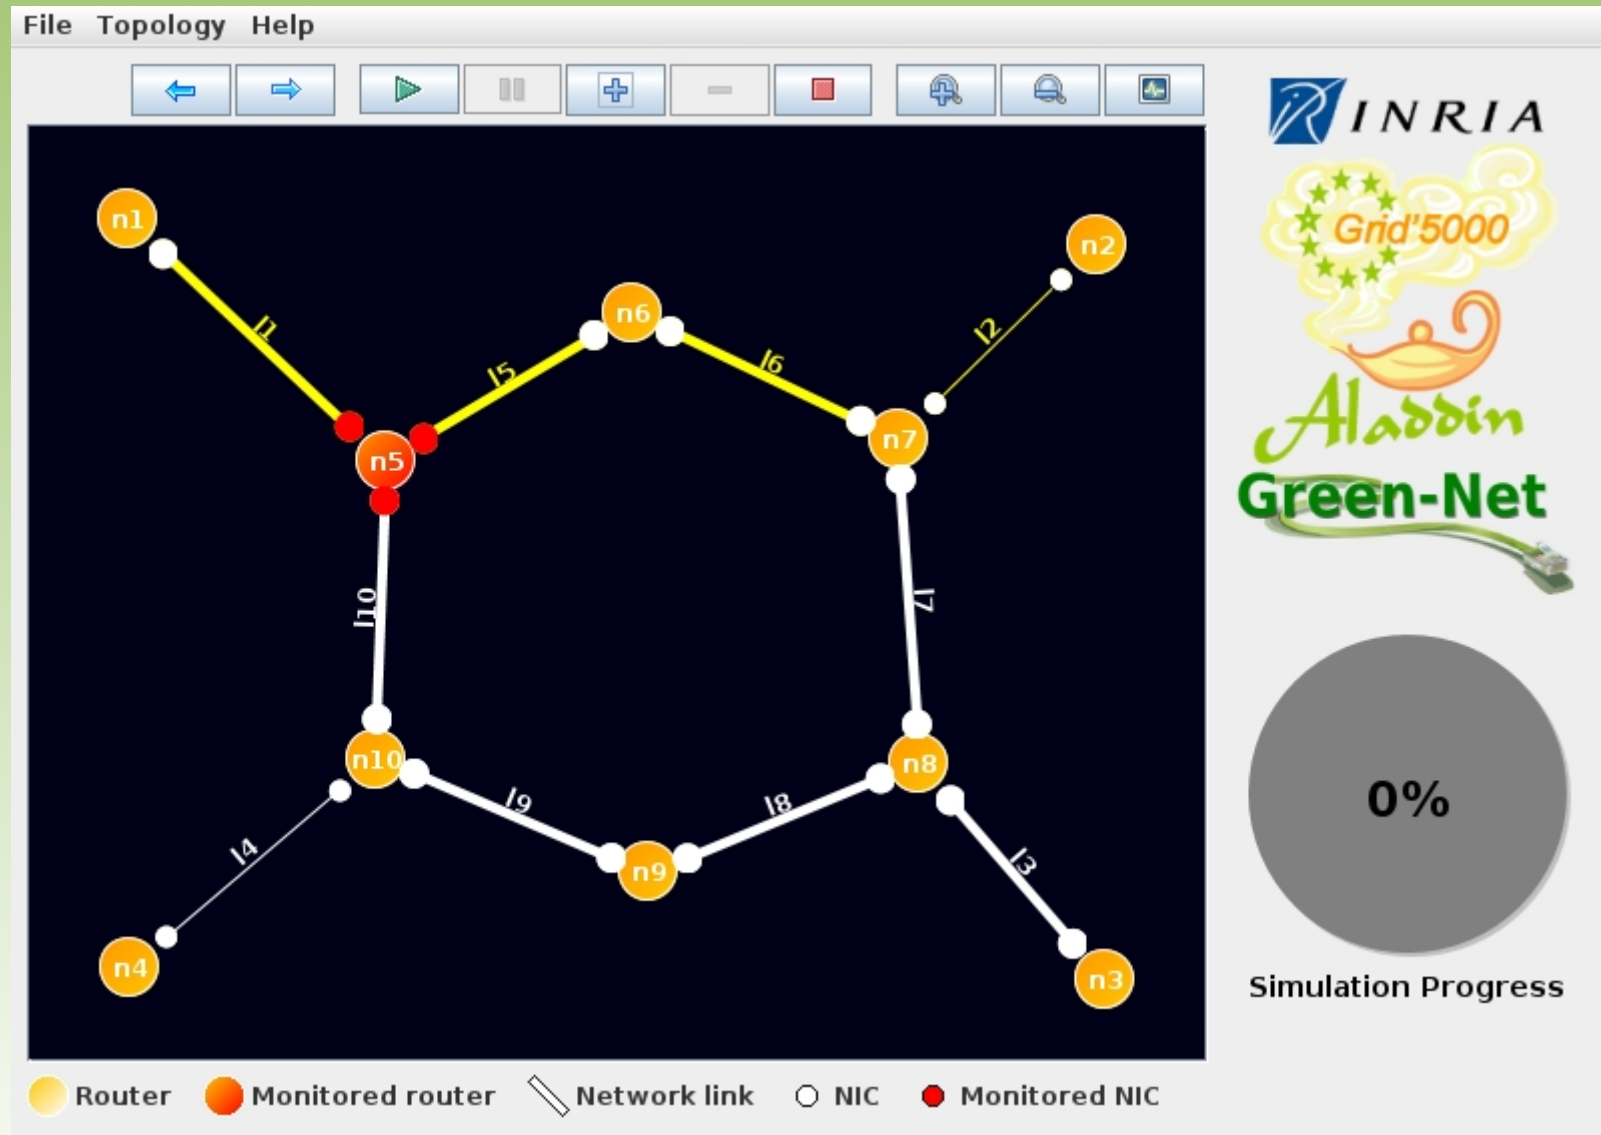 File Topology Help
INRIA
Grid'5000
Aladdin
Green-Net
n1
n2
l1
n6
l2
l5
l6
n7
n5
l10
l7
n10
n8
l9
l8
l4
l3
n9
n4
n3
0%
Simulation Progress
Router Monitored router Network link NIC Monitored NIC